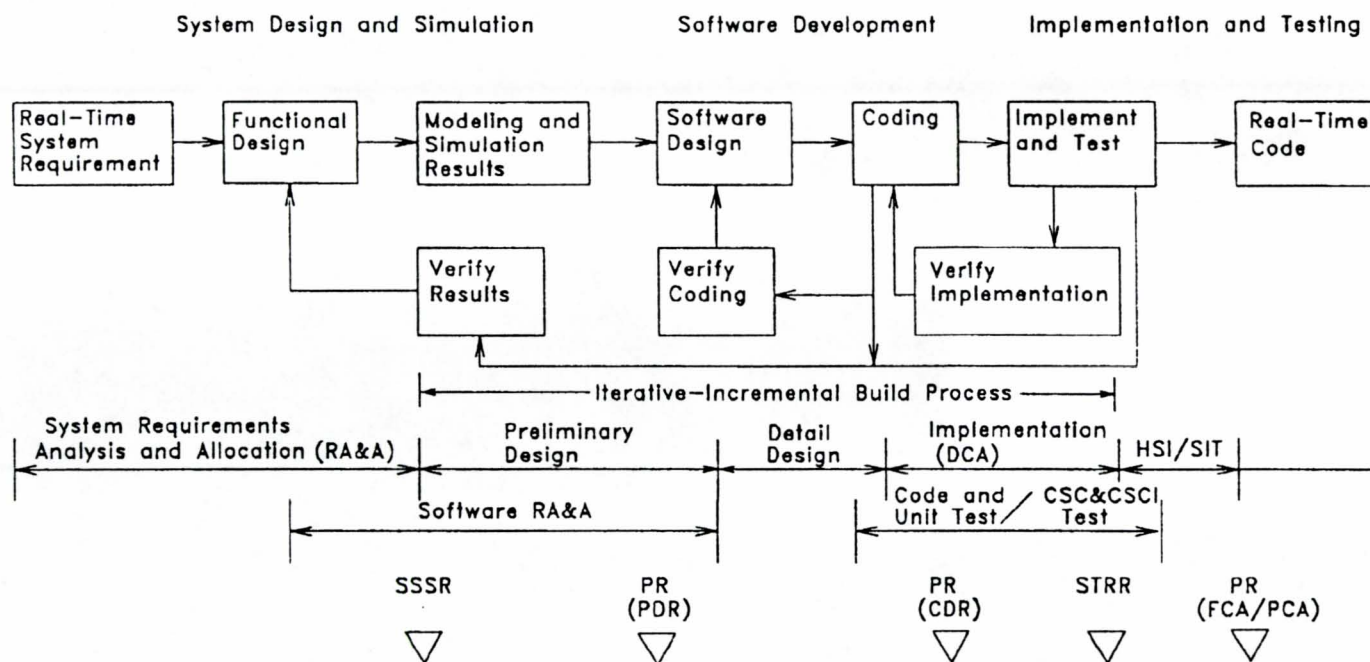 System Design and Simulation
Software Development
Implementation and Testing
Real-Time
System
Requirement
Functional
Design
Modeling and
Simulation
Results
Software
Design
Coding
Implement
and Test
Real-Time
Code
Verify
Results
Verify
Coding
Verify
Implementation
Iterative-Incremental Build Process
System Requirements
Analysis and Allocation (RA&A)
Preliminary
Design
Detail
Design
Implementation
(DCA)
HSI/SIT
Software RA&A
Code and
Unit Test /
CSC&CSCI
Test
SSSR
PR
(PDR)
PR
(CDR)
STRR
PR
(FCA/PCA)